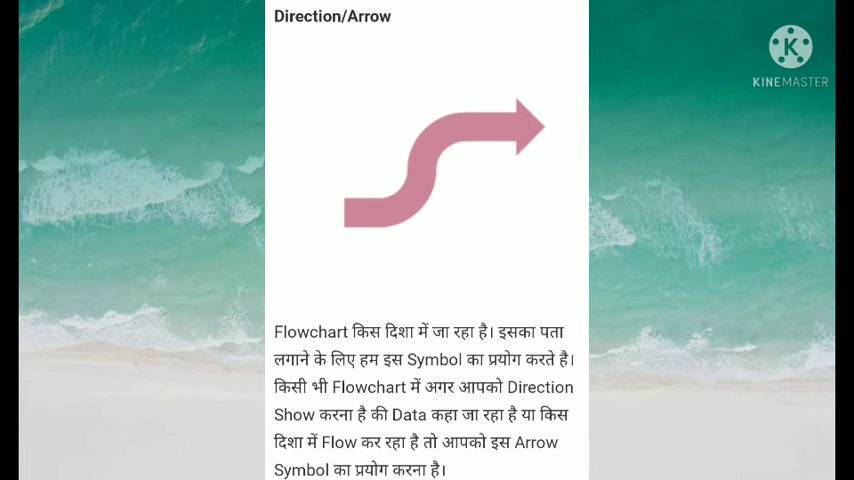 Direction/Arrow
K
KINEMASTER
Flowchart किस दिशा में जा रहा है। इसका पता
लगाने के लिए हम इस Symbol का प्रयोग करते है।
किसी भी Flowchart में अगर आपको Direction
Show करना है की Data कहा जा रहा है या किस
दिशा में Flow कर रहा है तो आपको इस Arrow
Symbol का प्रयोग करना है।